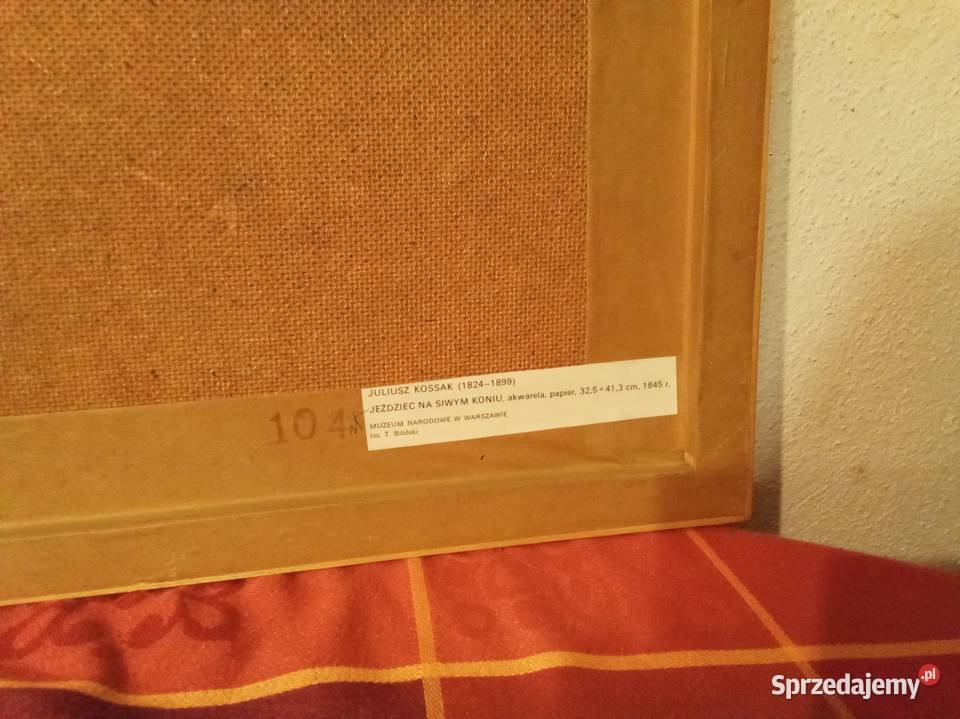 JULIUSZ KOSSAK (1824–1899)
JEŹDZIEC NA SIWYM KONIU, akwarela, papier, 32,5 × 41,3 cm, 1845 r.
MUZEUM NARODOWE W WARSZAWIE
fot. T. Biliński
104
Sprzedajemy.pl